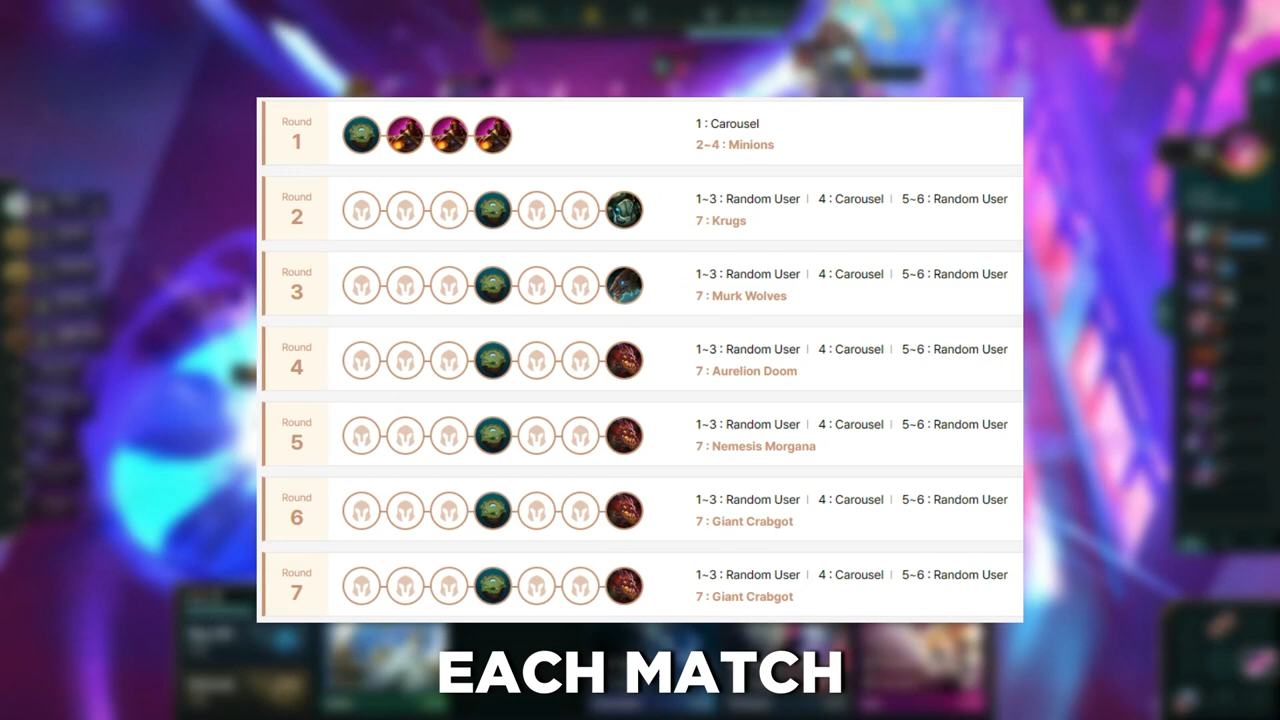 Round
1
1 : Carousel
2~4 : Minions
Round
2
1~3 : Random User | 4 : Carousel | 5~6 : Random User
7 : Krugs
Round
3
1~3 : Random User | 4 : Carousel | 5~6 : Random User
7 : Murk Wolves
Round
4
1~3 : Random User | 4 : Carousel | 5~6 : Random User
7 : Aurelion Doom
Round
5
1~3 : Random User | 4 : Carousel | 5~6 : Random User
7 : Nemesis Morgana
Round
6
1~3 : Random User | 4 : Carousel | 5~6 : Random User
7 : Giant Crabgot
Round
7
1~3 : Random User | 4 : Carousel | 5~6 : Random User
7 : Giant Crabgot
EACH MATCH